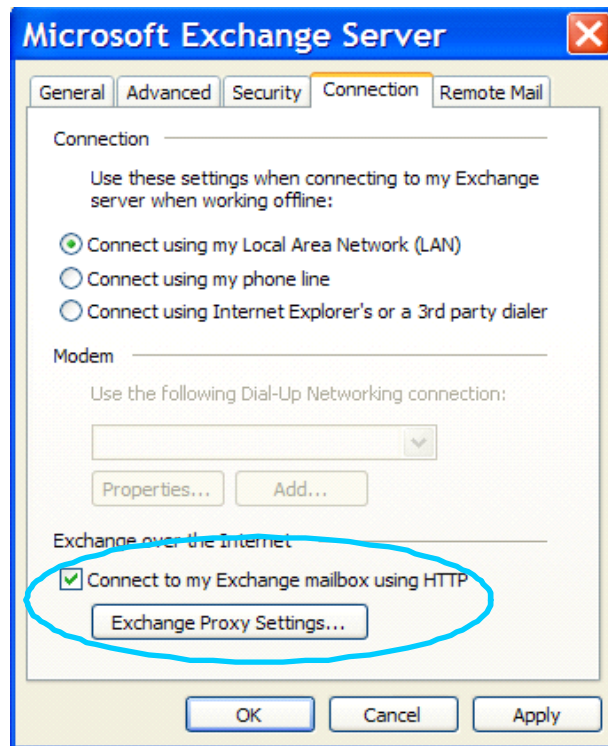 Microsoft Exchange Server
General Advanced Security Connection Remote Mail
Connection
Use these settings when connecting to my Exchange
server when working offline:
Connect using my Local Area Network (LAN)
Connect using my phone line
Connect using Internet Explorer's or a 3rd party dialer
Modem
Use the following Dial-Up Networking connection:
Properties... Add...
Exchange over the Internet
Connect to my Exchange mailbox using HTTP
Exchange Proxy Settings...
OK Cancel Apply